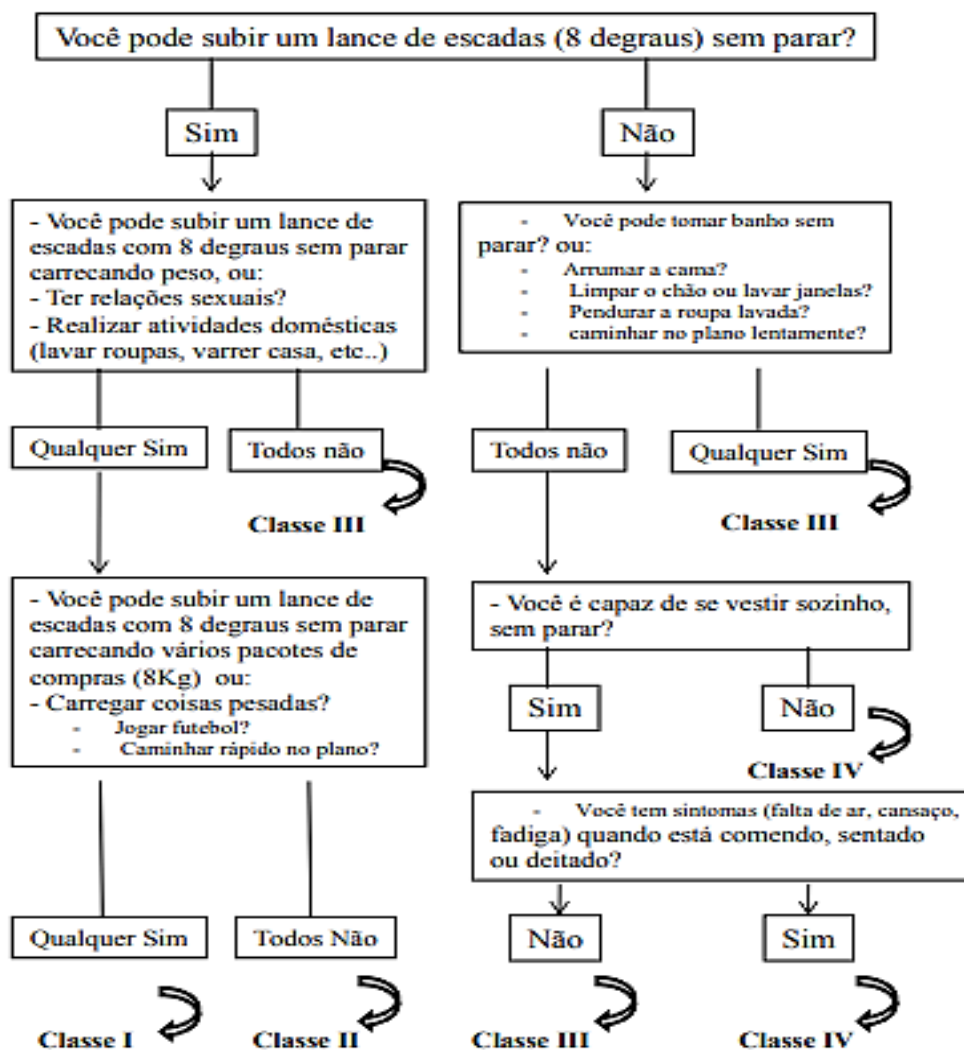 Você pode subir um lance de escadas (8 degraus) sem parar?
Sim
Não
- Você pode subir um lance de
escadas com 8 degraus sem parar
carrecando peso, ou:
- Ter relações sexuais?
- Realizar atividades domésticas
(lavar roupas, varrer casa, etc..)
- Você pode tomar banho sem
parar? ou:
- Arrumar a cama?
- Limpar o chão ou lavar janelas?
- Pendurar a roupa lavada?
- caminhar no plano lentamente?
Qualquer Sim
Todos não
Classe III
Todos não
Qualquer Sim
Classe III
- Você pode subir um lance de
escadas com 8 degraus sem parar
carrecando vários pacotes de
compras (8Kg) ou:
- Carregar coisas pesadas?
- Jogar futebol?
- Caminhar rápido no plano?
- Você é capaz de se vestir sozinho,
sem parar?
Sim
Não
Classe IV
- Você tem sintomas (falta de ar, cansaço,
fadiga) quando está comendo, sentado
ou deitado?
Qualquer Sim
Todos Não
Não
Sim
Classe I
Classe II
Classe III
Classe IV